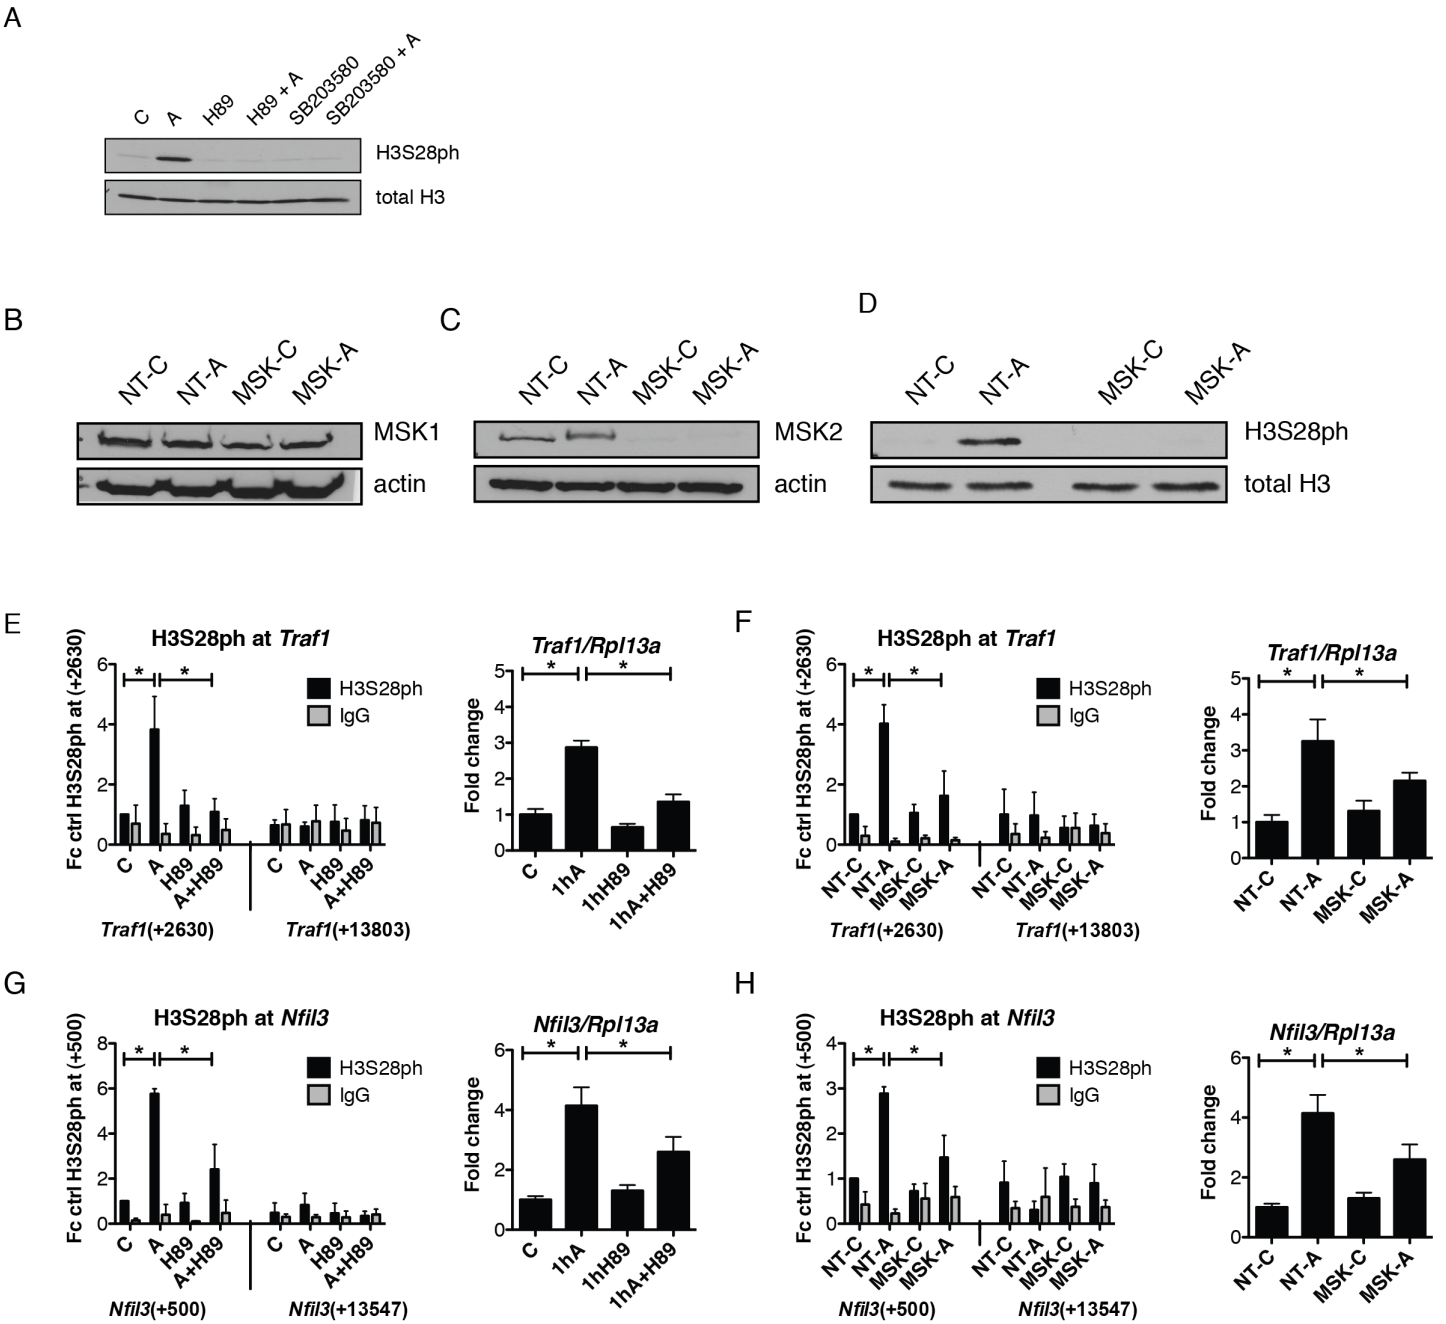 A
C
A
H89
H89 + A
SB203580
SB203580 + A
H3S28ph
total H3
B
NT-C
NT-A
MSK-C
MSK-A
MSK1
actin
C
NT-C
NT-A
MSK-C
MSK-A
MSK2
actin
D
NT-C
NT-A
MSK-C
MSK-A
H3S28ph
total H3
E
H3S28ph at Traf1
Fc ctrl H3S28ph at (+2630)
6
4
2
0
*
*
H3S28ph
IgG
C
A
H89
A+H89
C
A
H89
A+H89
Traf1(+2630)
Traf1(+13803)
Traf1/Rpl13a
Fold change
5
4
3
2
1
0
*
*
C
1hA
1hH89
1hA+H89
F
H3S28ph at Traf1
Fc ctrl H3S28ph at (+2630)
6
4
2
0
*
*
H3S28ph
IgG
NT-C
NT-A
MSK-C
MSK-A
NT-C
NT-A
MSK-C
MSK-A
Traf1(+2630)
Traf1(+13803)
Traf1/Rpl13a
Fold change
5
4
3
2
1
0
*
*
NT-C
NT-A
MSK-C
MSK-A
G
H3S28ph at Nfil3
Fc ctrl H3S28ph at (+500)
8
6
4
2
0
*
*
H3S28ph
IgG
C
A
H89
A+H89
C
A
H89
A+H89
Nfil3(+500)
Nfil3(+13547)
Nfil3/Rpl13a
Fold change
6
4
2
0
*
*
C
1hA
1hH89
1hA+H89
H
H3S28ph at Nfil3
Fc ctrl H3S28ph at (+500)
4
3
2
1
0
*
*
H3S28ph
IgG
NT-C
NT-A
MSK-C
MSK-A
NT-C
NT-A
MSK-C
MSK-A
Nfil3(+500)
Nfil3(+13547)
Nfil3/Rpl13a
Fold change
6
4
2
0
*
*
NT-C
NT-A
MSK-C
MSK-A